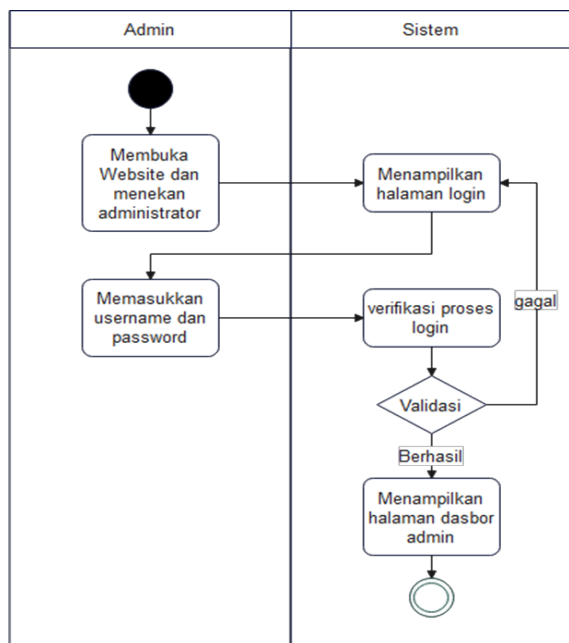 Admin
Sistem
Membuka
Website dan
menekan
administrator
Menampilkan
halaman login
Memasukkan
username dan
password
verifikasi proses
login
gagal
Validasi
Berhasil
Menampilkan
halaman dasbor
admin